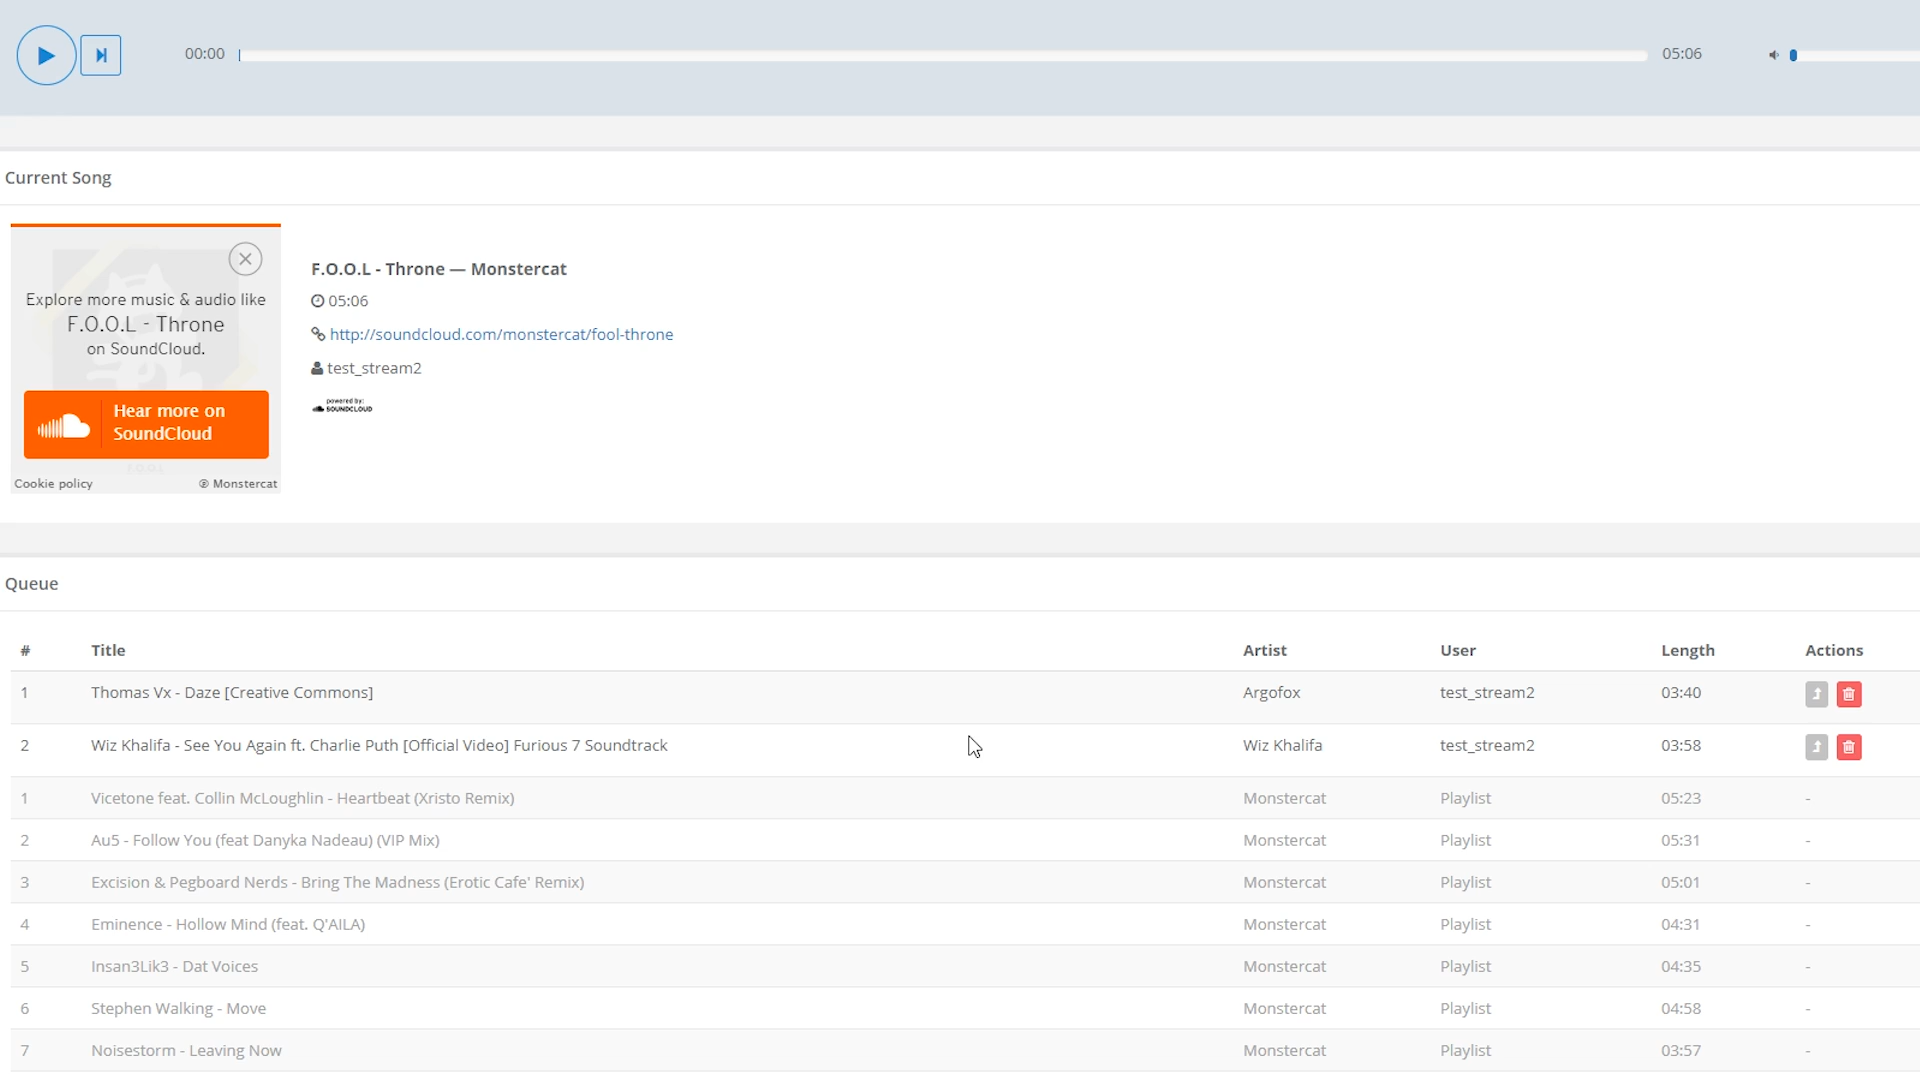 00:00 05:06
Current Song
Explore more music & audio like
F.O.O.L - Throne
on SoundCloud.
Hear more on
SoundCloud
F.O.O.L
Cookie policy ℗ Monstercat
F.O.O.L - Throne — Monstercat
05:06
http://soundcloud.com/monstercat/fool-throne
test_stream2
powered by:
SOUNDCLOUD
Queue
# Title Artist User Length Actions
1 Thomas Vx - Daze [Creative Commons] Argofox test_stream2 03:40
2 Wiz Khalifa - See You Again ft. Charlie Puth [Official Video] Furious 7 Soundtrack Wiz Khalifa test_stream2 03:58
1 Vicetone feat. Collin McLoughlin - Heartbeat (Xristo Remix) Monstercat Playlist 05:23 -
2 Au5 - Follow You (feat Danyka Nadeau) (VIP Mix) Monstercat Playlist 05:31 -
3 Excision & Pegboard Nerds - Bring The Madness (Erotic Cafe' Remix) Monstercat Playlist 05:01 -
4 Eminence - Hollow Mind (feat. Q'AILA) Monstercat Playlist 04:31 -
5 Insan3Lik3 - Dat Voices Monstercat Playlist 04:35 -
6 Stephen Walking - Move Monstercat Playlist 04:58 -
7 Noisestorm - Leaving Now Monstercat Playlist 03:57 -